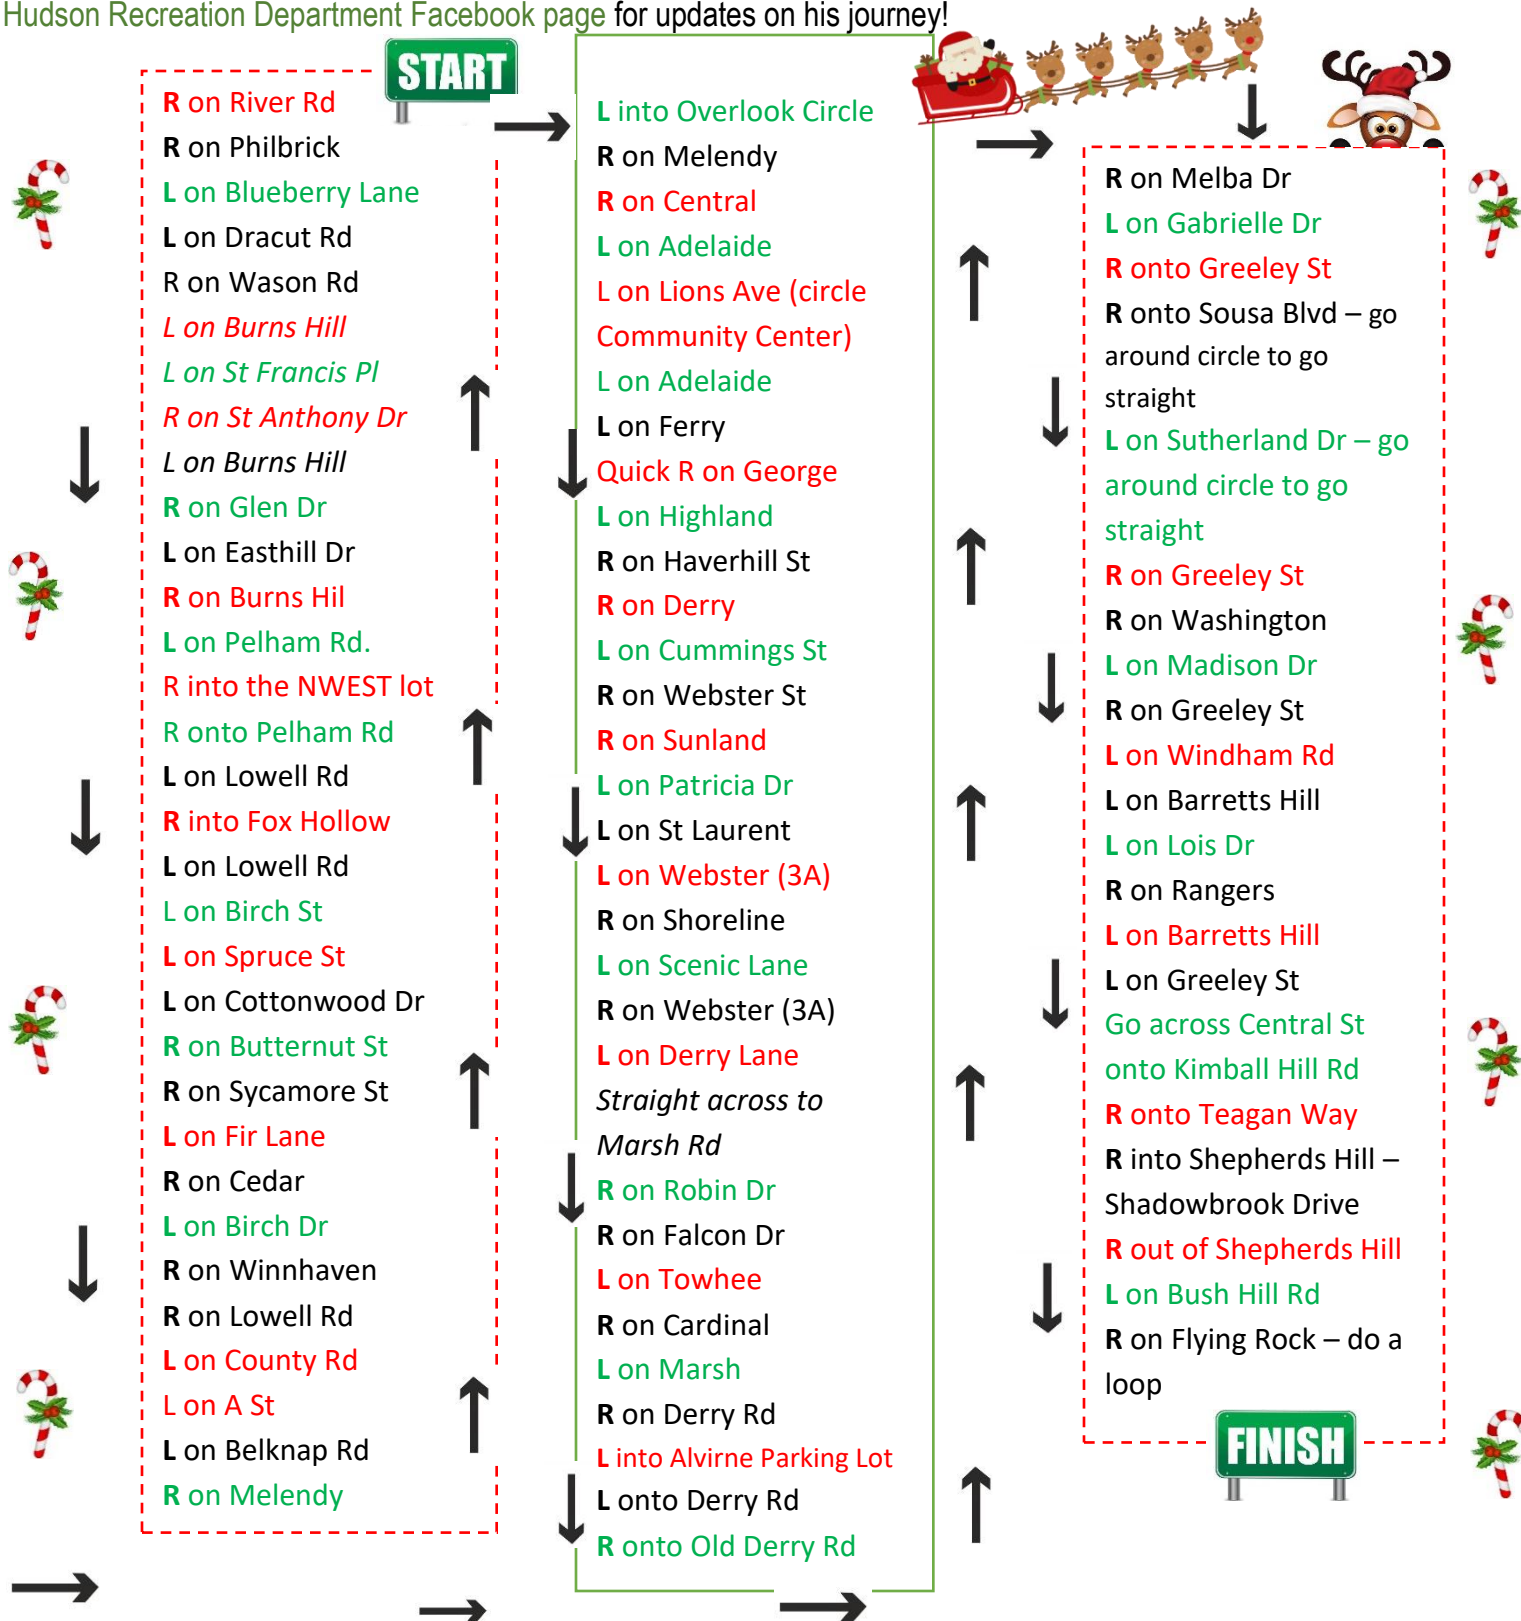 Hudson Recreation Department Facebook page for updates on his journey!
START
R on River Rd
R on Philbrick
L on Blueberry Lane
L on Dracut Rd
R on Wason Rd
L on Burns Hill
L on St Francis Pl
R on St Anthony Dr
L on Burns Hill
R on Glen Dr
L on Easthill Dr
R on Burns Hil
L on Pelham Rd.
R into the NWEST lot
R onto Pelham Rd
L on Lowell Rd
R into Fox Hollow
L on Lowell Rd
L on Birch St
L on Spruce St
L on Cottonwood Dr
R on Butternut St
R on Sycamore St
L on Fir Lane
R on Cedar
L on Birch Dr
R on Winnhaven
R on Lowell Rd
L on County Rd
L on A St
L on Belknap Rd
R on Melendy
L into Overlook Circle
R on Melendy
R on Central
L on Adelaide
L on Lions Ave (circle
Community Center)
L on Adelaide
L on Ferry
Quick R on George
L on Highland
R on Haverhill St
R on Derry
L on Cummings St
R on Webster St
R on Sunland
L on Patricia Dr
L on St Laurent
L on Webster (3A)
R on Shoreline
L on Scenic Lane
R on Webster (3A)
L on Derry Lane
Straight across to
Marsh Rd
R on Robin Dr
R on Falcon Dr
L on Towhee
R on Cardinal
L on Marsh
R on Derry Rd
L into Alvirne Parking Lot
L onto Derry Rd
R onto Old Derry Rd
R on Melba Dr
L on Gabrielle Dr
R onto Greeley St
R onto Sousa Blvd – go
around circle to go
straight
L on Sutherland Dr – go
around circle to go
straight
R on Greeley St
R on Washington
L on Madison Dr
R on Greeley St
L on Windham Rd
L on Barretts Hill
L on Lois Dr
R on Rangers
L on Barretts Hill
L on Greeley St
Go across Central St
onto Kimball Hill Rd
R onto Teagan Way
R into Shepherds Hill –
Shadowbrook Drive
R out of Shepherds Hill
L on Bush Hill Rd
R on Flying Rock – do a
loop
FINISH